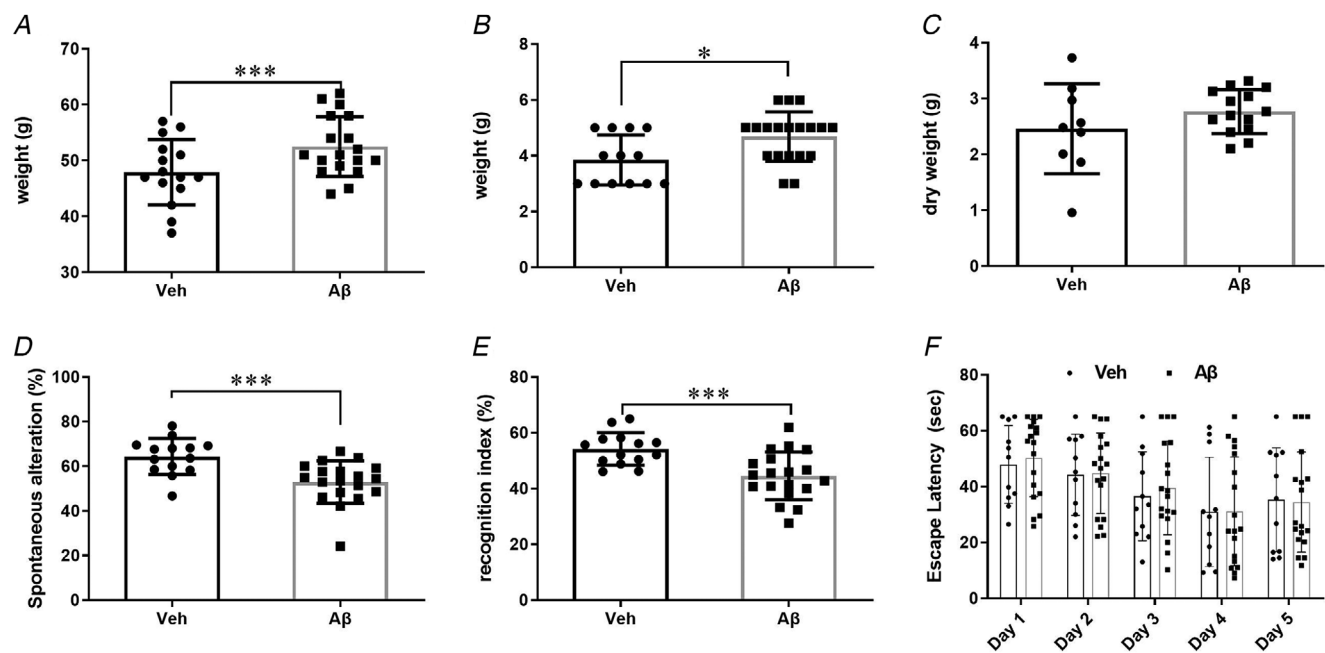 A
70
60
50
40
30
weight (g)
***
Veh
Aβ
B
8
6
4
2
0
weight (g)
*
Veh
Aβ
C
4
3
2
1
0
dry weight (g)
Veh
Aβ
D
100
80
60
40
20
0
Spontaneous alteration (%)
***
Veh
Aβ
E
80
60
40
20
0
recognition index (%)
***
Veh
Aβ
F
Veh
Aβ
80
60
40
20
0
Escape Latency (sec)
Day 1
Day 2
Day 3
Day 4
Day 5